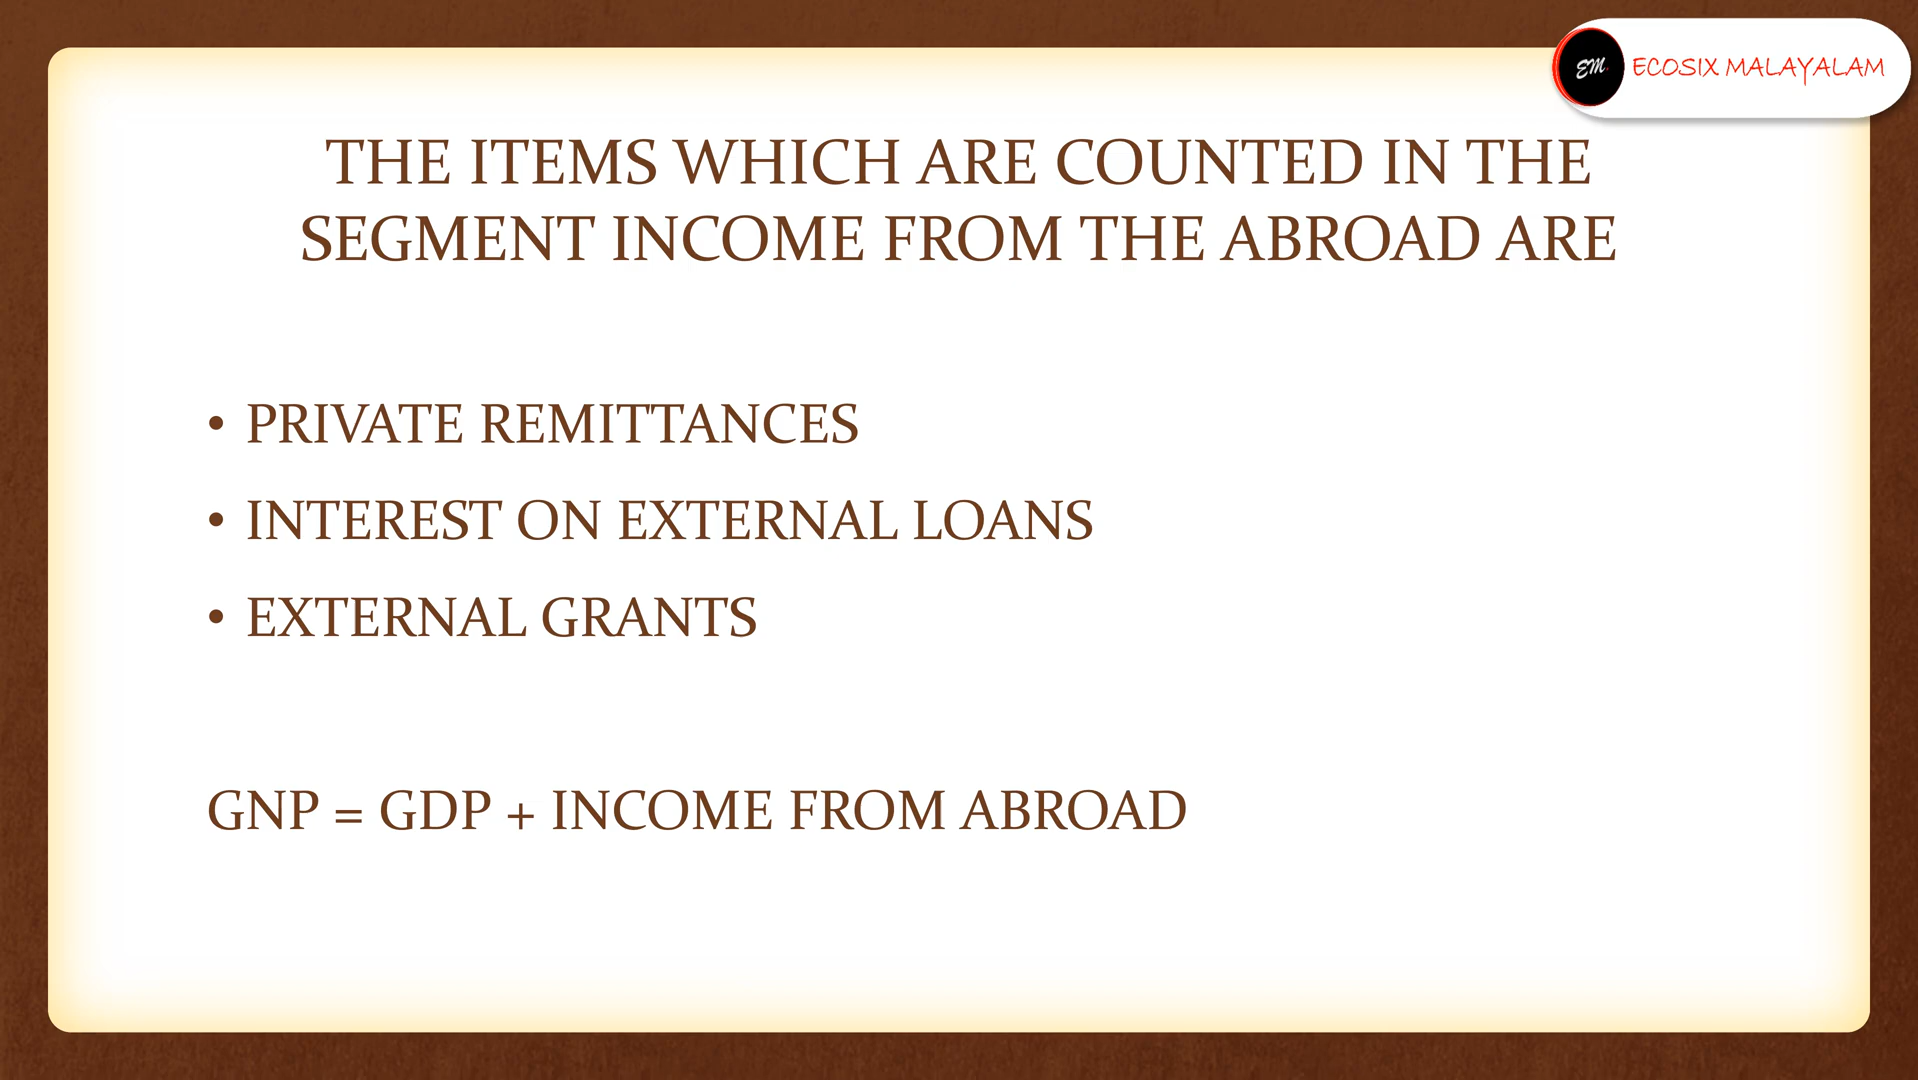 EM ECOSIX MALAYALAM
THE ITEMS WHICH ARE COUNTED IN THE
SEGMENT INCOME FROM THE ABROAD ARE
• PRIVATE REMITTANCES
• INTEREST ON EXTERNAL LOANS
• EXTERNAL GRANTS
GNP = GDP + INCOME FROM ABROAD